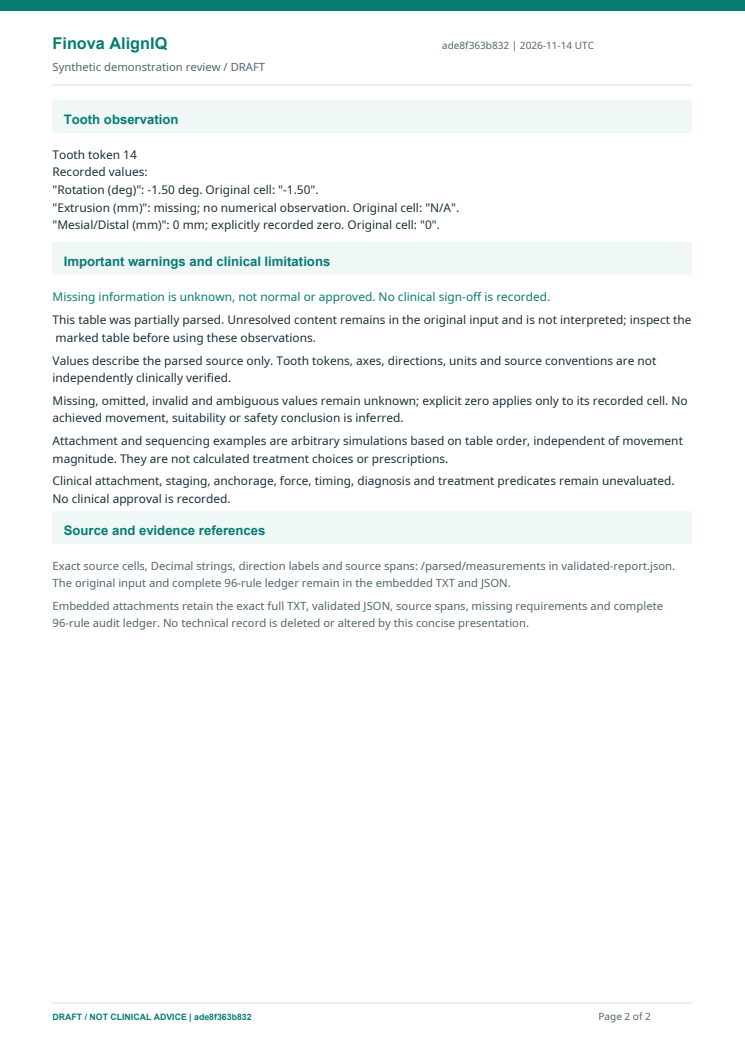 Finova AlignIQ
ade8f363b832 | 2026-11-14 UTC
Synthetic demonstration review / DRAFT
Tooth observation
Tooth token 14
Recorded values:
"Rotation (deg)": -1.50 deg. Original cell: "-1.50".
"Extrusion (mm)": missing; no numerical observation. Original cell: "N/A".
"Mesial/Distal (mm)": 0 mm; explicitly recorded zero. Original cell: "0".
Important warnings and clinical limitations
Missing information is unknown, not normal or approved. No clinical sign-off is recorded.
This table was partially parsed. Unresolved content remains in the original input and is not interpreted; inspect the
marked table before using these observations.
Values describe the parsed source only. Tooth tokens, axes, directions, units and source conventions are not
independently clinically verified.
Missing, omitted, invalid and ambiguous values remain unknown; explicit zero applies only to its recorded cell. No
achieved movement, suitability or safety conclusion is inferred.
Attachment and sequencing examples are arbitrary simulations based on table order, independent of movement
magnitude. They are not calculated treatment choices or prescriptions.
Clinical attachment, staging, anchorage, force, timing, diagnosis and treatment predicates remain unevaluated.
No clinical approval is recorded.
Source and evidence references
Exact source cells, Decimal strings, direction labels and source spans: /parsed/measurements in validated-report.json.
The original input and complete 96-rule ledger remain in the embedded TXT and JSON.
Embedded attachments retain the exact full TXT, validated JSON, source spans, missing requirements and complete
96-rule audit ledger. No technical record is deleted or altered by this concise presentation.
DRAFT / NOT CLINICAL ADVICE | ade8f363b832
Page 2 of 2